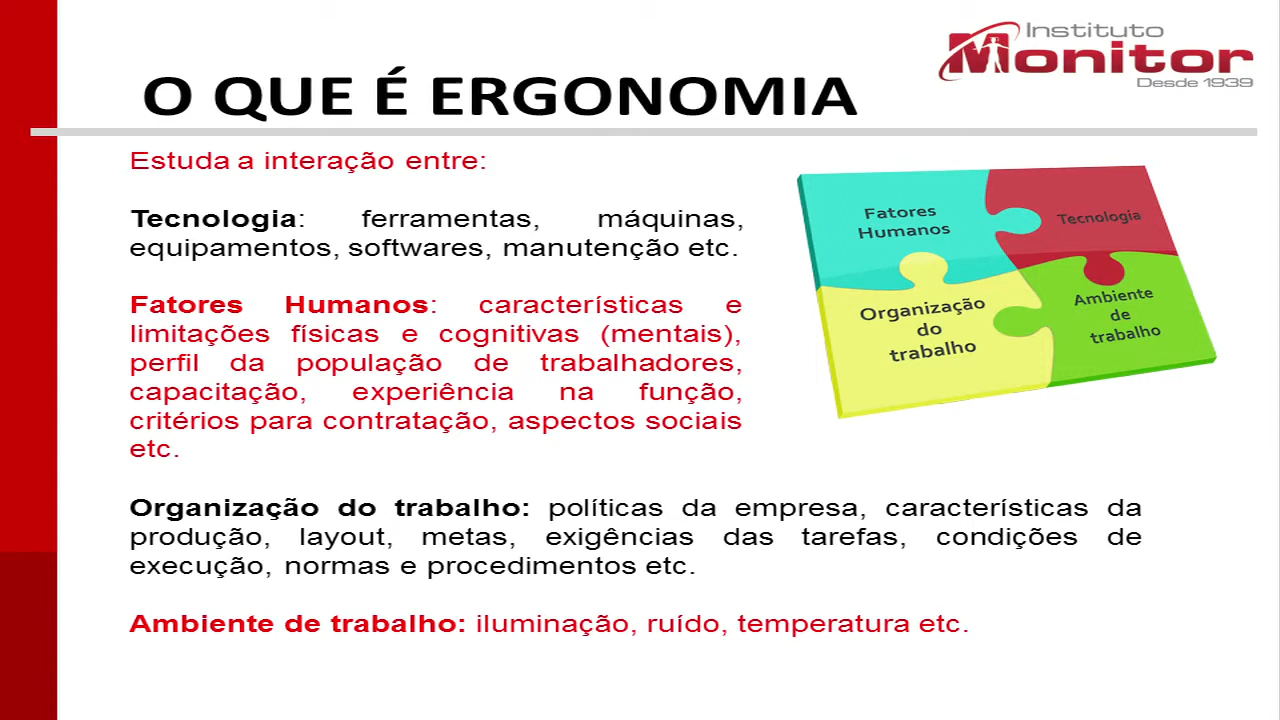 Instituto
Monitor
Desde 1939
O QUE É ERGONOMIA
Estuda a interação entre:
Tecnologia: ferramentas, máquinas,
equipamentos, softwares, manutenção etc.
Fatores Humanos: características e
limitações físicas e cognitivas (mentais),
perfil da população de trabalhadores,
capacitação, experiência na função,
critérios para contratação, aspectos sociais
etc.
Fatores
Humanos
Tecnologia
Organização
do
trabalho
Ambiente
de
trabalho
Organização do trabalho: políticas da empresa, características da
produção, layout, metas, exigências das tarefas, condições de
execução, normas e procedimentos etc.
Ambiente de trabalho: iluminação, ruído, temperatura etc.